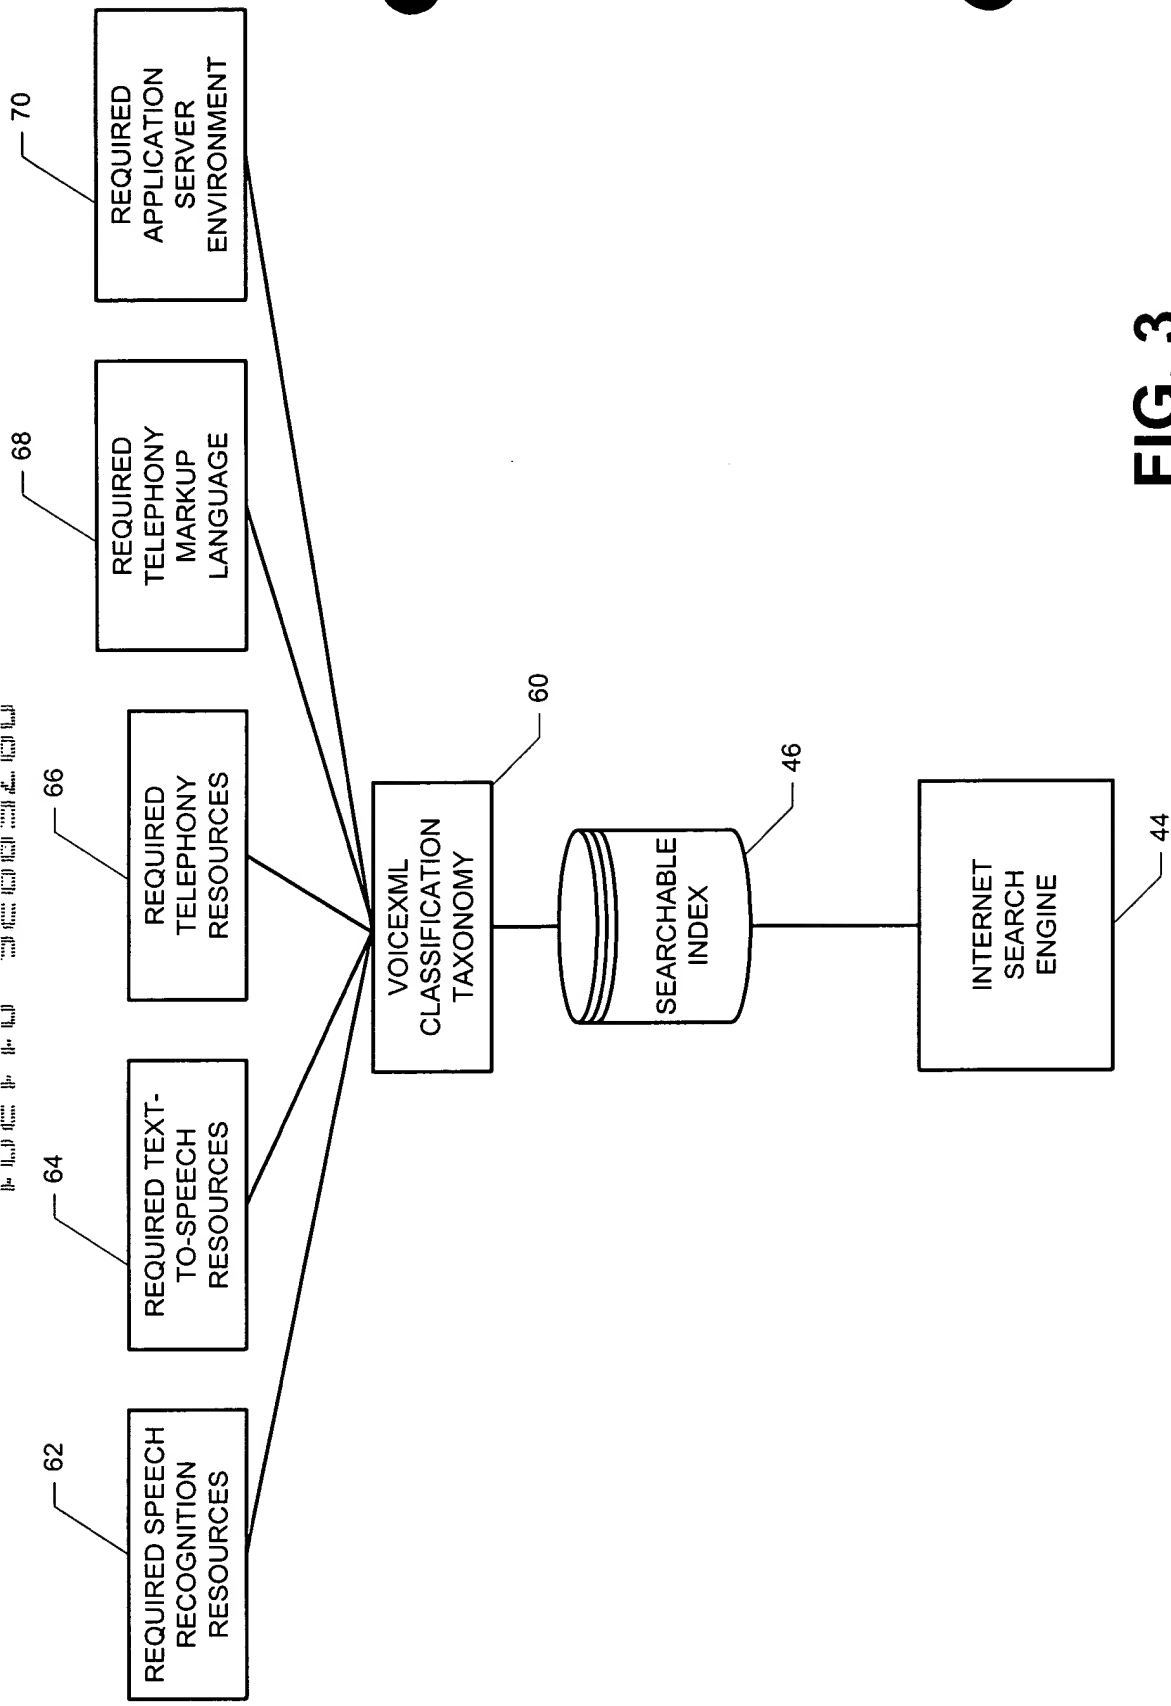 62
REQUIRED SPEECH
RECOGNITION
RESOURCES
64
REQUIRED TEXT-
TO-SPEECH
RESOURCES
66
REQUIRED
TELEPHONY
RESOURCES
68
REQUIRED
TELEPHONY
MARKUP
LANGUAGE
70
REQUIRED
APPLICATION
SERVER
ENVIRONMENT
60
VOICEXML
CLASSIFICATION
TAXONOMY
46
SEARCHABLE
INDEX
INTERNET
SEARCH
ENGINE
44
FIG. 3